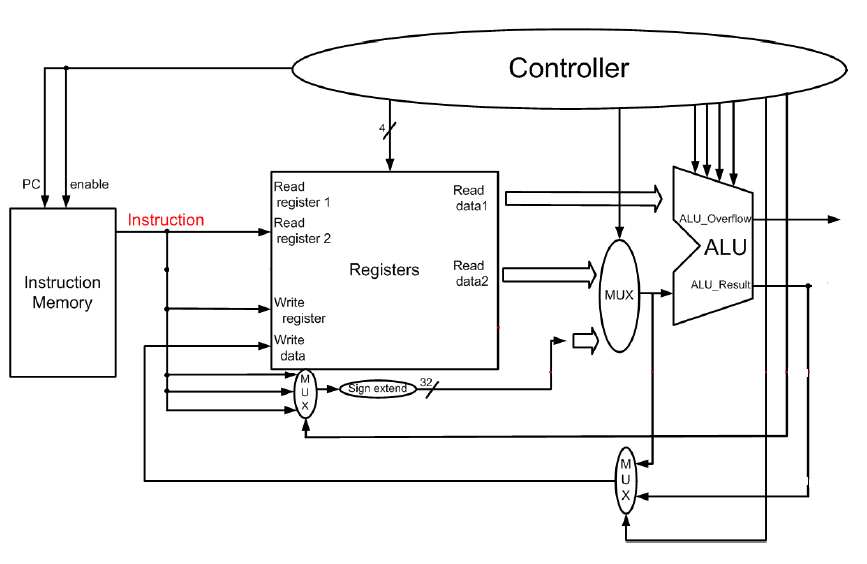 Controller
4
PC
enable
Instruction
Instruction
Memory
Read
register 1
Read
register 2
Write
register
Write
data
Registers
Read
data1
Read
data2
MUX
ALU_Overflow
ALU
ALU_Result
M
U
X
Sign extend
32
M
U
X